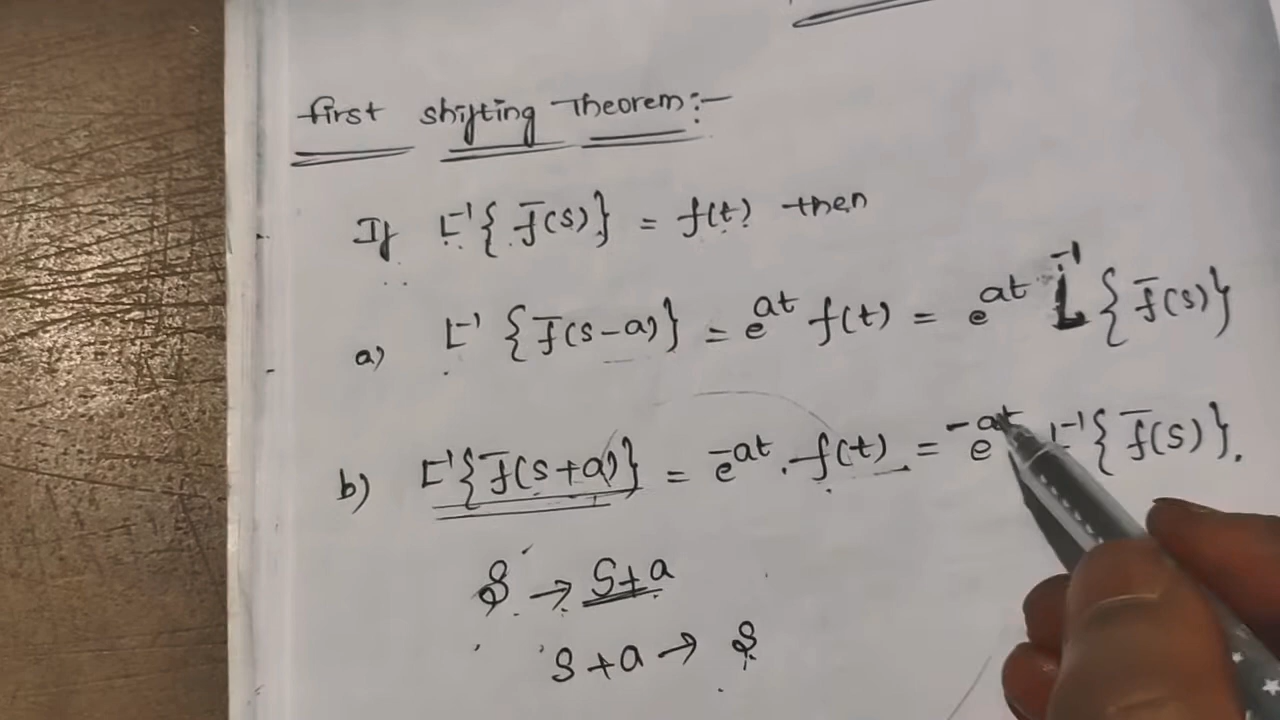 first shifting Theorem:-
If L⁻¹{f̄(s)} = f(t) then
a) L⁻¹{f̄(s-a)} = e^{at} f(t) = e^{at} L⁻¹{f̄(s)}
b) L⁻¹{f̄(s+a)} = e^{-at}.f(t) = e^{-at} L⁻¹{f̄(s)}.
S → S+a
S+a → S